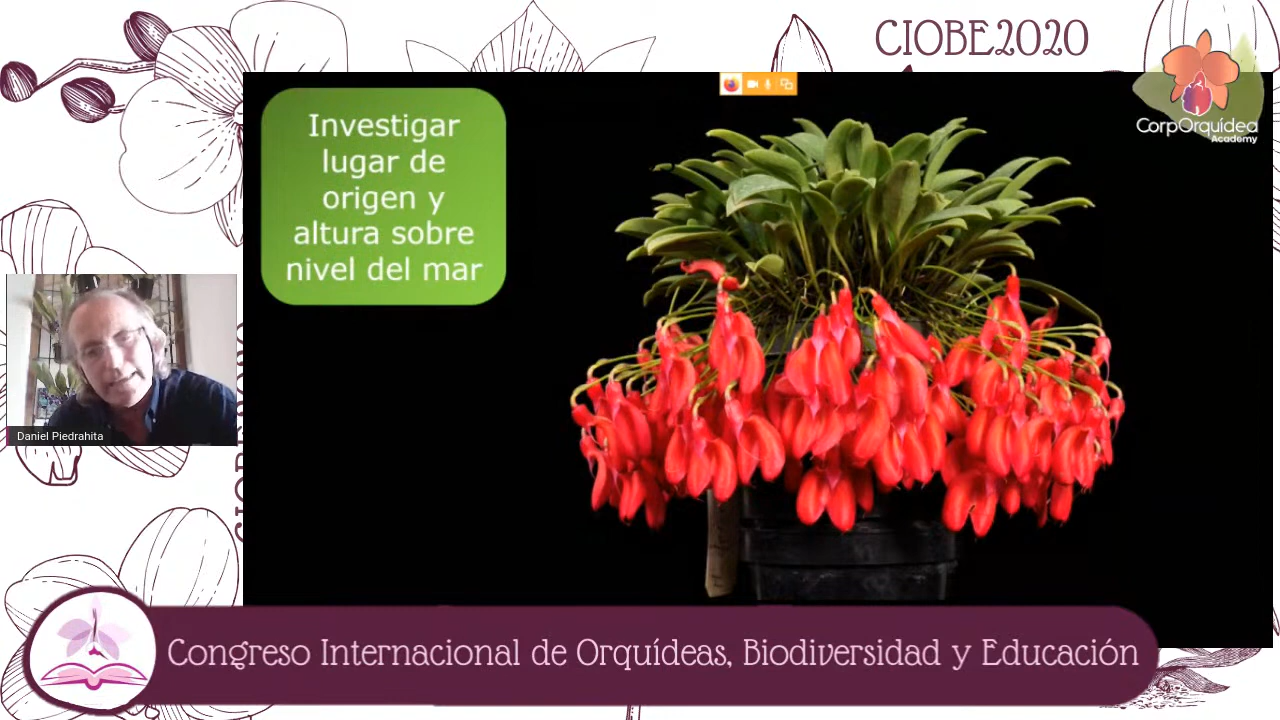 CIOBE2020
CorpOrquídea
Academy
Investigar
lugar de
origen y
altura sobre
nivel del mar
Daniel Piedrahita
Congreso Internacional de Orquídeas, Biodiversidad y Educación